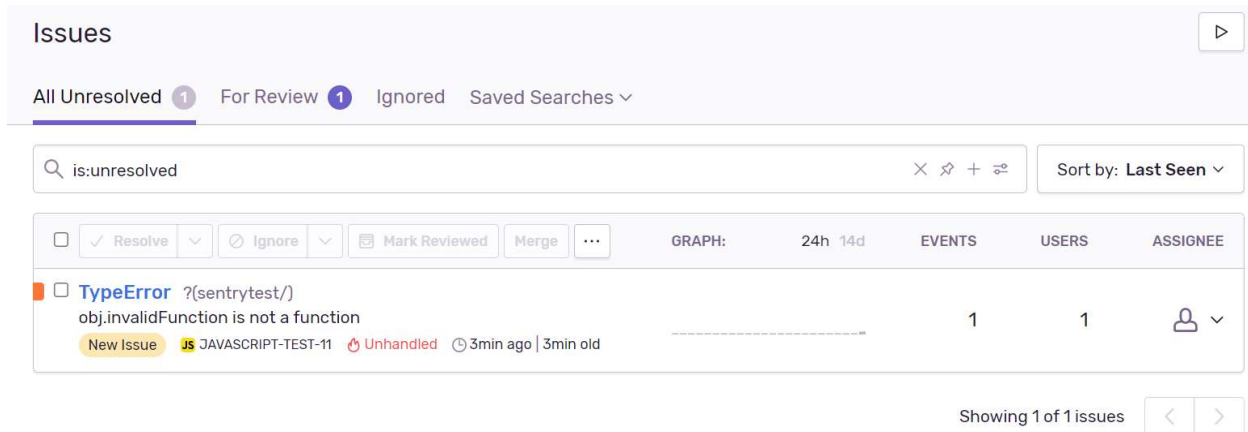 Issues
All Unresolved 1 For Review 1 Ignored Saved Searches
is:unresolved
Sort by: Last Seen
Resolve Ignore Mark Reviewed Merge ... GRAPH: 24h 14d EVENTS USERS ASSIGNEE
TypeError ?(sentrytest/)
obj.invalidFunction is not a function
1 1
New Issue JS JAVASCRIPT-TEST-11 Unhandled 3min ago | 3min old
Showing 1 of 1 issues